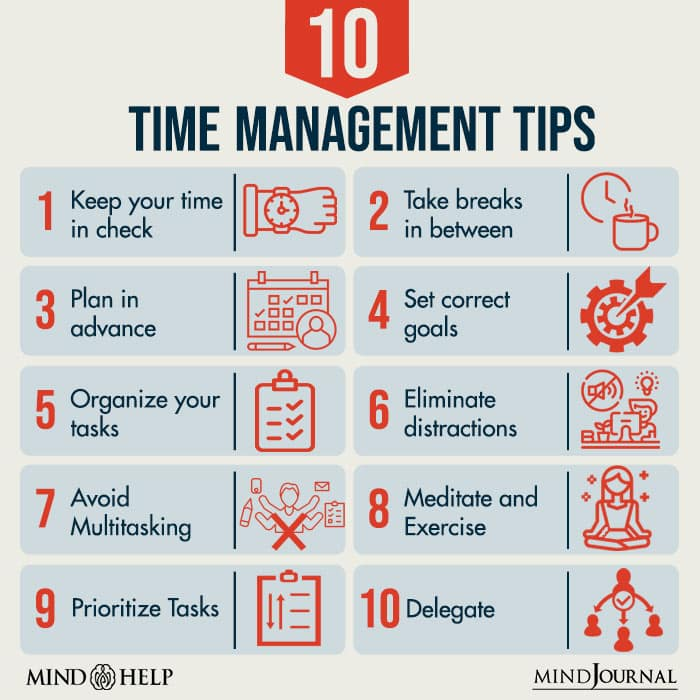 10
TIME MANAGEMENT TIPS
1 Keep your time
in check
2 Take breaks
in between
3 Plan in
advance
4 Set correct
goals
5 Organize your
tasks
6 Eliminate
distractions
7 Avoid
Multitasking
8 Meditate and
Exercise
9 Prioritize Tasks
10 Delegate
MIND HELP
MINDJOURNAL